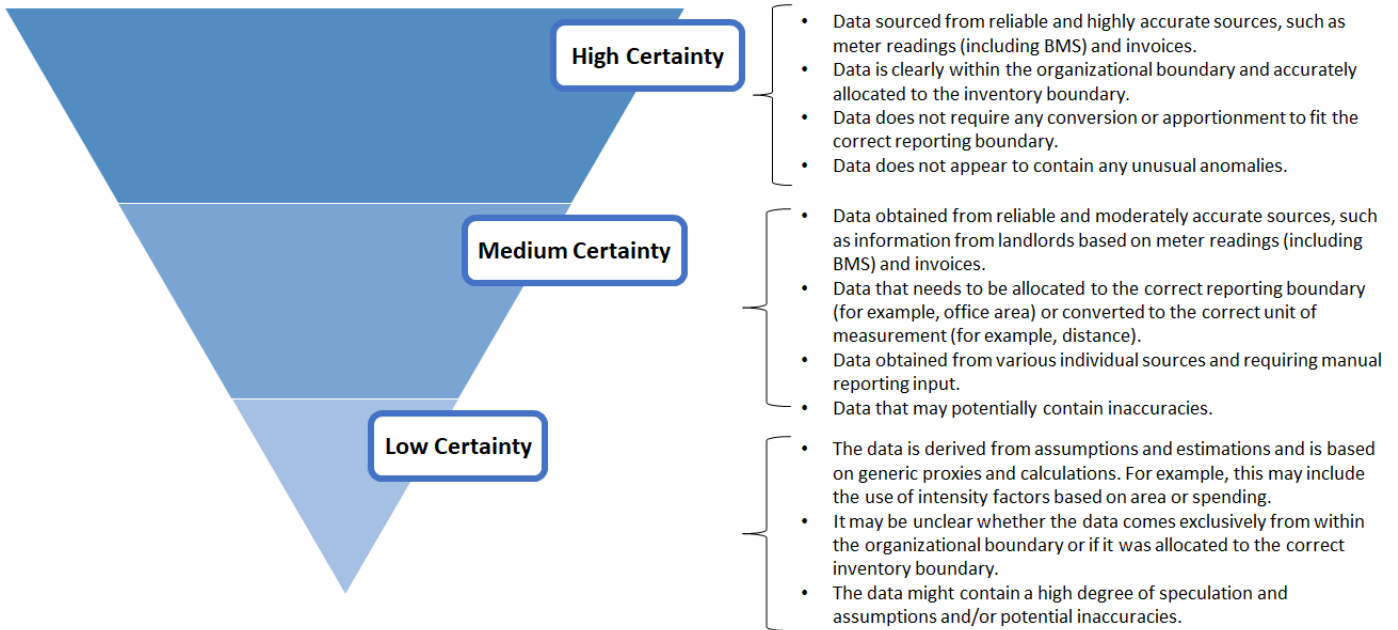 High Certainty
• Data sourced from reliable and highly accurate sources, such as
meter readings (including BMS) and invoices.
• Data is clearly within the organizational boundary and accurately
allocated to the inventory boundary.
• Data does not require any conversion or apportionment to fit the
correct reporting boundary.
• Data does not appear to contain any unusual anomalies.
Medium Certainty
• Data obtained from reliable and moderately accurate sources, such
as information from landlords based on meter readings (including
BMS) and invoices.
• Data that needs to be allocated to the correct reporting boundary
(for example, office area) or converted to the correct unit of
measurement (for example, distance).
• Data obtained from various individual sources and requiring manual
reporting input.
• Data that may potentially contain inaccuracies.
Low Certainty
• The data is derived from assumptions and estimations and is based
on generic proxies and calculations. For example, this may include
the use of intensity factors based on area or spending.
• It may be unclear whether the data comes exclusively from within
the organizational boundary or if it was allocated to the correct
inventory boundary.
• The data might contain a high degree of speculation and
assumptions and/or potential inaccuracies.